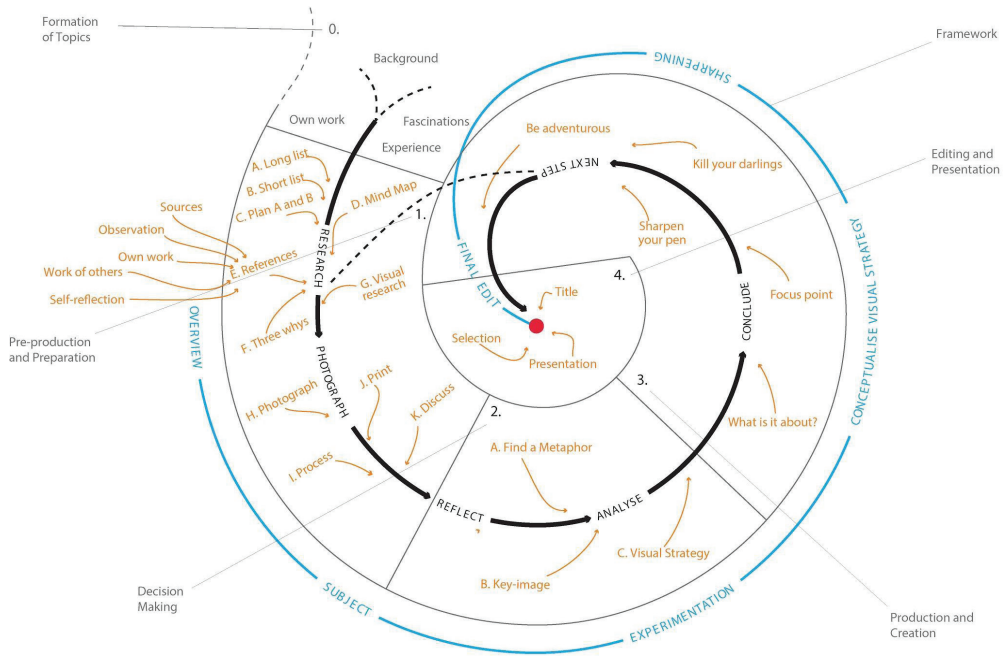 Formation
of Topics
0.
Background
Own work
Fascinations
Experience
A. Long list
B. Short list
C. Plan A and B
D. Mind Map
1.
RESEARCH
Sources
Observation
Own work
Work of others
Self-reflection
E. References
F. Three whys
G. Visual
research
Pre-production
and Preparation
OVERVIEW
PHOTOGRAPH
H. Photograph
I. Process
J. Print
K. Discuss
2.
Decision
Making
SUBJECT
REFLECT
A. Find a Metaphor
B. Key-image
ANALYSE
C. Visual Strategy
EXPERIMENTATION
3.
Production and
Creation
What is it about?
CONCLUDE
Focus point
CONCEPTUALISE VISUAL STRATEGY
4.
Editing and
Presentation
Framework
SHARPENING
Be adventurous
Kill your darlings
NEXT STEP
Sharpen
your pen
FINAL EDIT
Title
Selection
Presentation